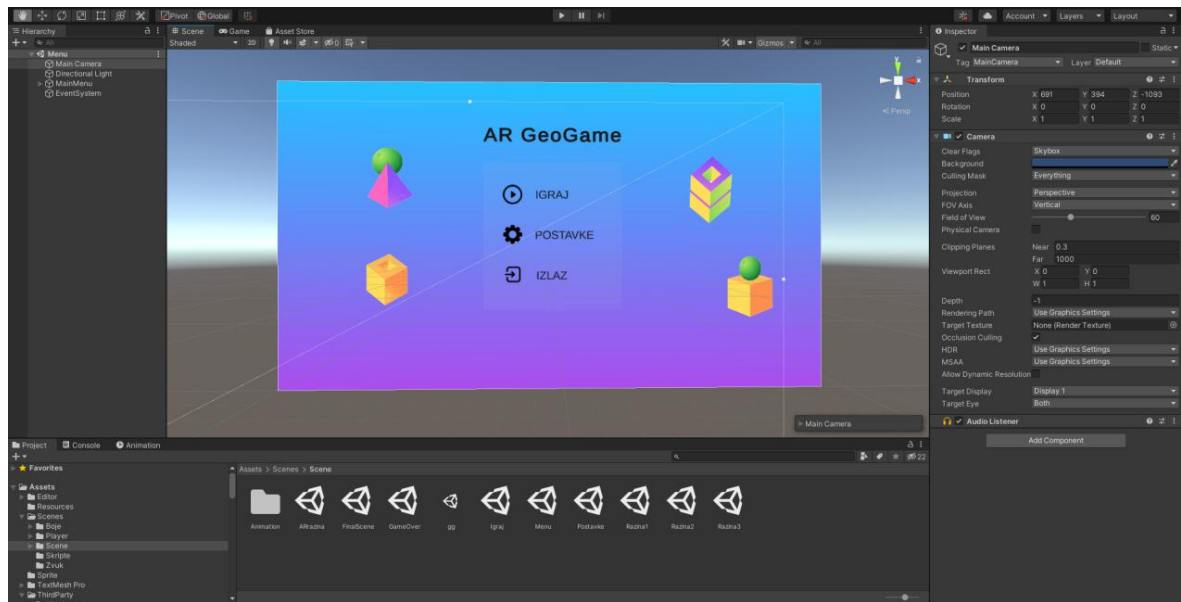 Pivot Global
Account Layers Layout
Hierarchy
All
Menu
Main Camera
Directional Light
MainMenu
EventSystem
Scene Game Asset Store
Shaded 2D 0 Gizmos All
Persp
AR GeoGame
IGRAJ
POSTAVKE
IZLAZ
Main Camera
Inspector
Main Camera Static
Tag MainCamera Layer Default
Transform
Position X 691 Y 394 Z -1093
Rotation X 0 Y 0 Z 0
Scale X 1 Y 1 Z 1
Camera
Clear Flags Skybox
Background
Culling Mask Everything
Projection Perspective
FOV Axis Vertical
Field of View 60
Physical Camera
Clipping Planes Near 0.3
Far 1000
Viewport Rect X 0 Y 0
W 1 H 1
Depth -1
Rendering Path Use Graphics Settings
Target Texture None (Render Texture)
Occlusion Culling
HDR Use Graphics Settings
MSAA Use Graphics Settings
Allow Dynamic Resolution
Target Display Display 1
Target Eye Both
Audio Listener
Add Component
Project Console Animation
22
Favorites
Assets
Editor
Resources
Scenes
Boje
Player
Scene
Skripte
Zvuk
Sprite
TextMesh Pro
ThirdParty
Assets > Scenes > Scene
Animation ARrazina FinalScene GameOver gg Igraj Menu Postavke Razina1 Razina2 Razina3